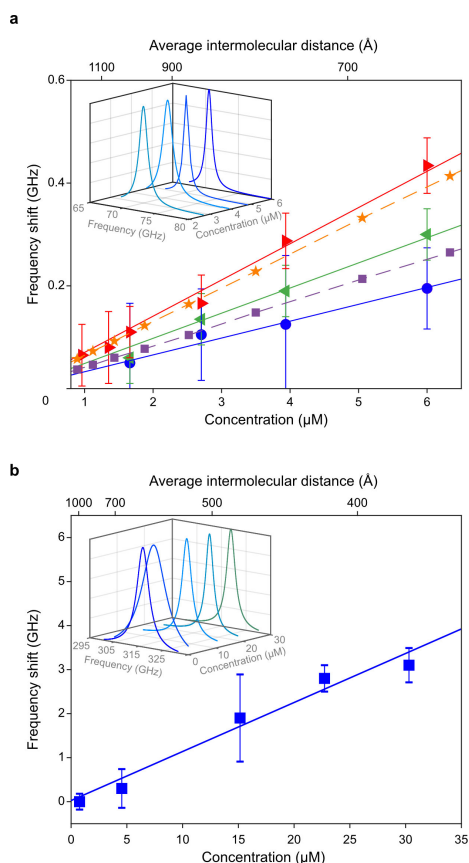 a
Average intermolecular distance (Å)
1100 900 700
0.6
0.4
0.2
0
Frequency shift (GHz)
65 70 75 80
Frequency (GHz)
2 3 4 5 6
Concentration (µM)
1 2 3 4 5 6
Concentration (µM)
b
Average intermolecular distance (Å)
1000 700 500 400
6
5
4
3
2
1
0
Frequency shift (GHz)
295 305 315 325
Frequency (GHz)
0 10 20 30
Concentration (µM)
0 5 10 15 20 25 30 35
Concentration (µM)